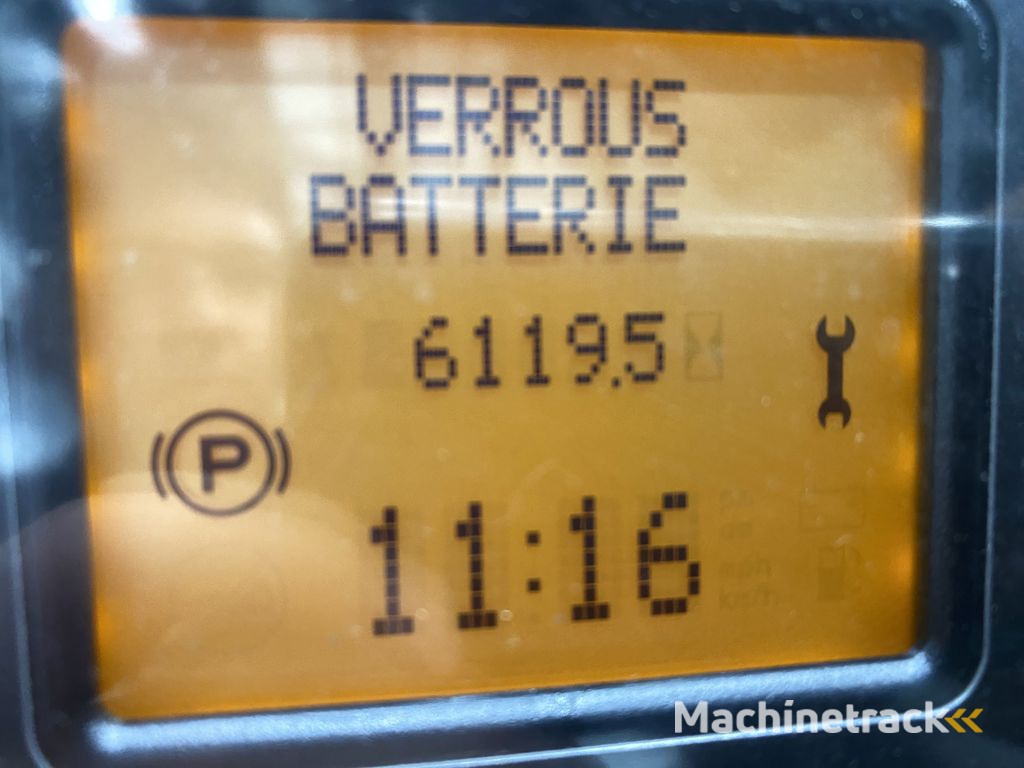 VERROUS
BATTERIE
6119.5
P
11:16
Machinetrack